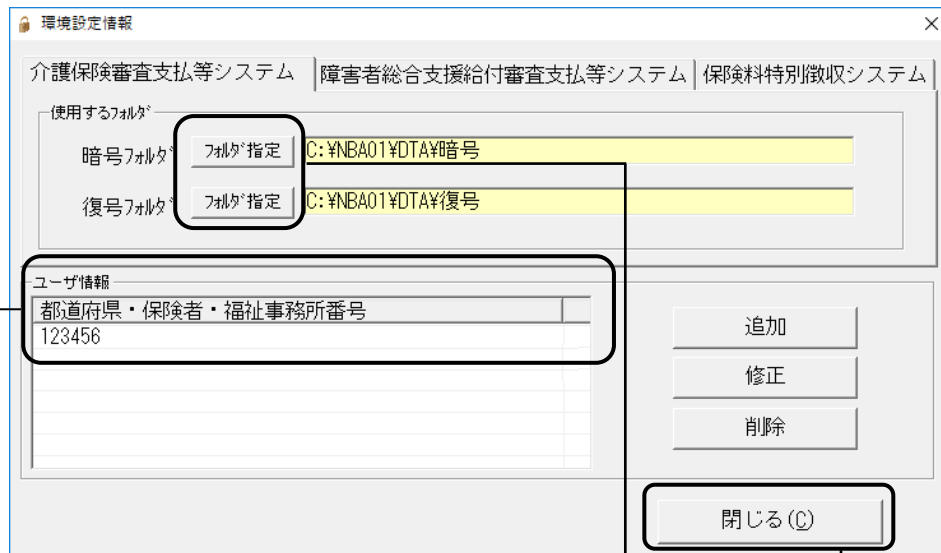 環境設定情報
介護保険審査支払等システム 障害者総合支援給付審査支払等システム 保険料特別徴収システム
使用するﾌｫﾙﾀﾞ
暗号ﾌｫﾙﾀﾞ ﾌｫﾙﾀﾞ指定 C:¥NBA01¥DTA¥暗号
復号ﾌｫﾙﾀﾞ ﾌｫﾙﾀﾞ指定 C:¥NBA01¥DTA¥復号
ユーザ情報
都道府県・保険者・福祉事務所番号
123456
追加
修正
削除
閉じる(C)